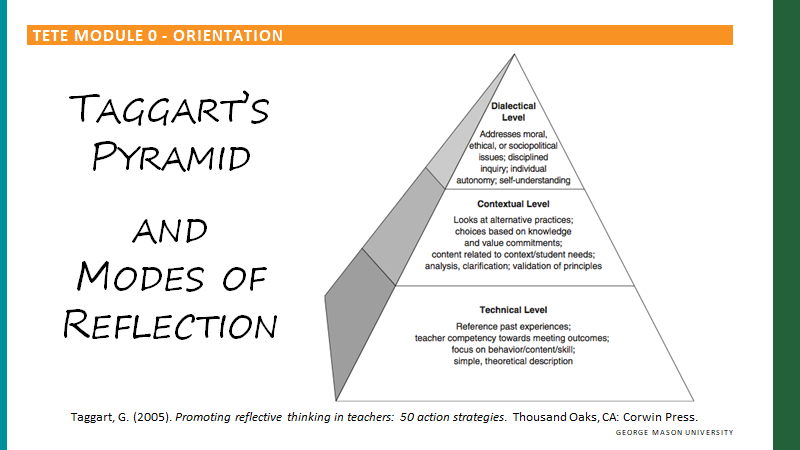 TETE MODULE 0 - ORIENTATION
TAGGART'S
PYRAMID
AND
MODES OF
REFLECTION
Dialectical
Level
Addresses moral,
ethical, or sociopolitical
issues; disciplined
inquiry; individual
autonomy; self-understanding
Contextual Level
Looks at alternative practices;
choices based on knowledge
and value commitments;
content related to context/student needs;
analysis, clarification; validation of principles
Technical Level
Reference past experiences;
teacher competency towards meeting outcomes;
focus on behavior/content/skill;
simple, theoretical description
Taggart, G. (2005). Promoting reflective thinking in teachers: 50 action strategies. Thousand Oaks, CA: Corwin Press.
GEORGE MASON UNIVERSITY